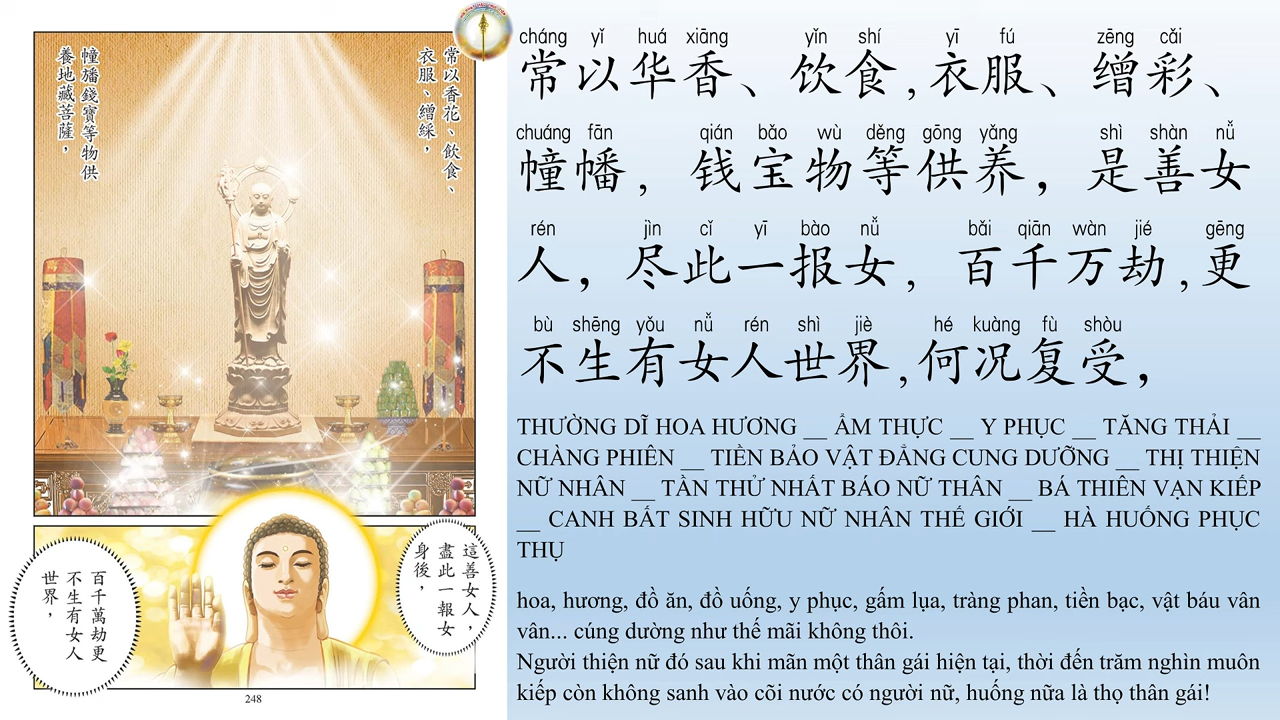 常以香花、飲食、
衣服、繒綵，
幢旛錢寶等物供
養地藏菩薩，
這善女人，
盡此一報女
身後，
百千萬劫更
不生有女人
世界，
248
cháng yǐ huá xiāng yǐn shí yī fú zēng cǎi
常以华香、饮食,衣服、缯彩、
chuáng fān qián bǎo wù děng gōng yǎng shì shàn nǚ
幢幡，钱宝物等供养，是善女
rén jìn cǐ yī bào nǚ bǎi qiān wàn jié gēng
人，尽此一报女，百千万劫,更
bù shēng yǒu nǚ rén shì jiè hé kuàng fù shòu
不生有女人世界,何况复受，
THƯỜNG DĨ HOA HƯƠNG __ ẨM THỰC __ Y PHỤC __ TĂNG THẢI __
CHÀNG PHIÊN __ TIỀN BẢO VẬT ĐẲNG CUNG DƯỠNG __ THỊ THIỆN
NỮ NHÂN __ TẦN THỬ NHẤT BÁO NỮ THÂN __ BÁ THIÊN VẠN KIẾP
__ CANH BẤT SINH HỮU NỮ NHÂN THẾ GIỚI __ HÀ HUỐNG PHỤC
THỤ
hoa, hương, đồ ăn, đồ uống, y phục, gấm lụa, tràng phan, tiền bạc, vật báu vân
vân... cúng dường như thế mãi không thôi.
Người thiện nữ đó sau khi mãn một thân gái hiện tại, thời đến trăm nghìn muôn
kiếp còn không sanh vào cõi nước có người nữ, huống nữa là thọ thân gái!